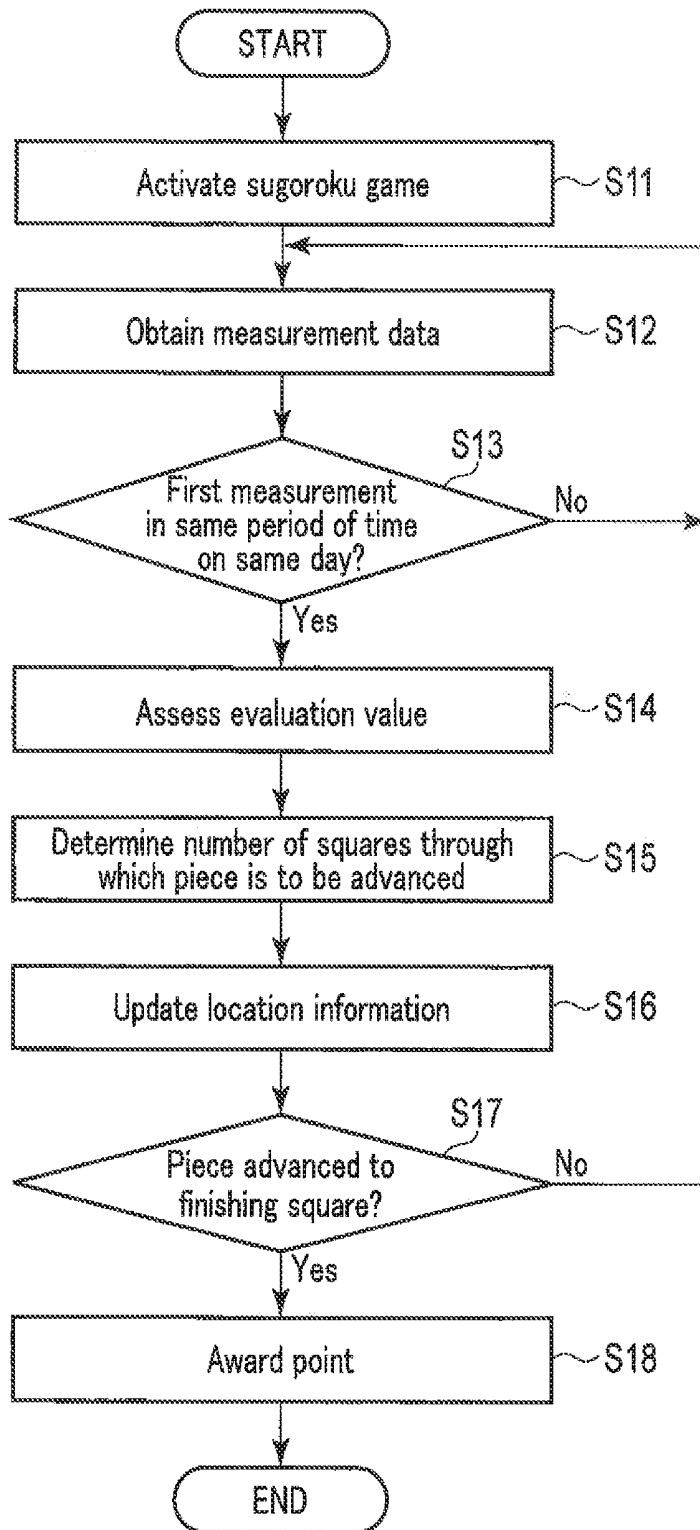 START
Activate sugoroku game
S11
Obtain measurement data
S12
S13
First measurement
in same period of time
on same day?
No
Yes
Assess evaluation value
S14
Determine number of squares through
which piece is to be advanced
S15
Update location information
S16
S17
Piece advanced to
finishing square?
No
Yes
Award point
S18
END